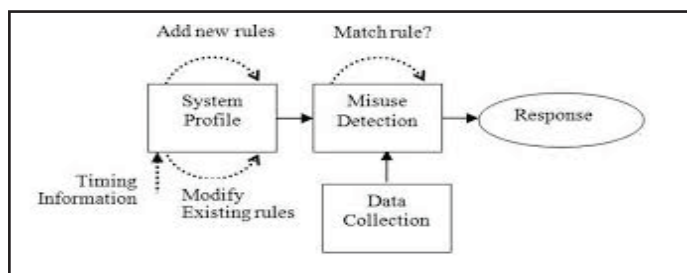 Add new rules
Match rule?
System
Profile
Misuse
Detection
Response
Timing
Information
Modify
Existing rules
Data
Collection